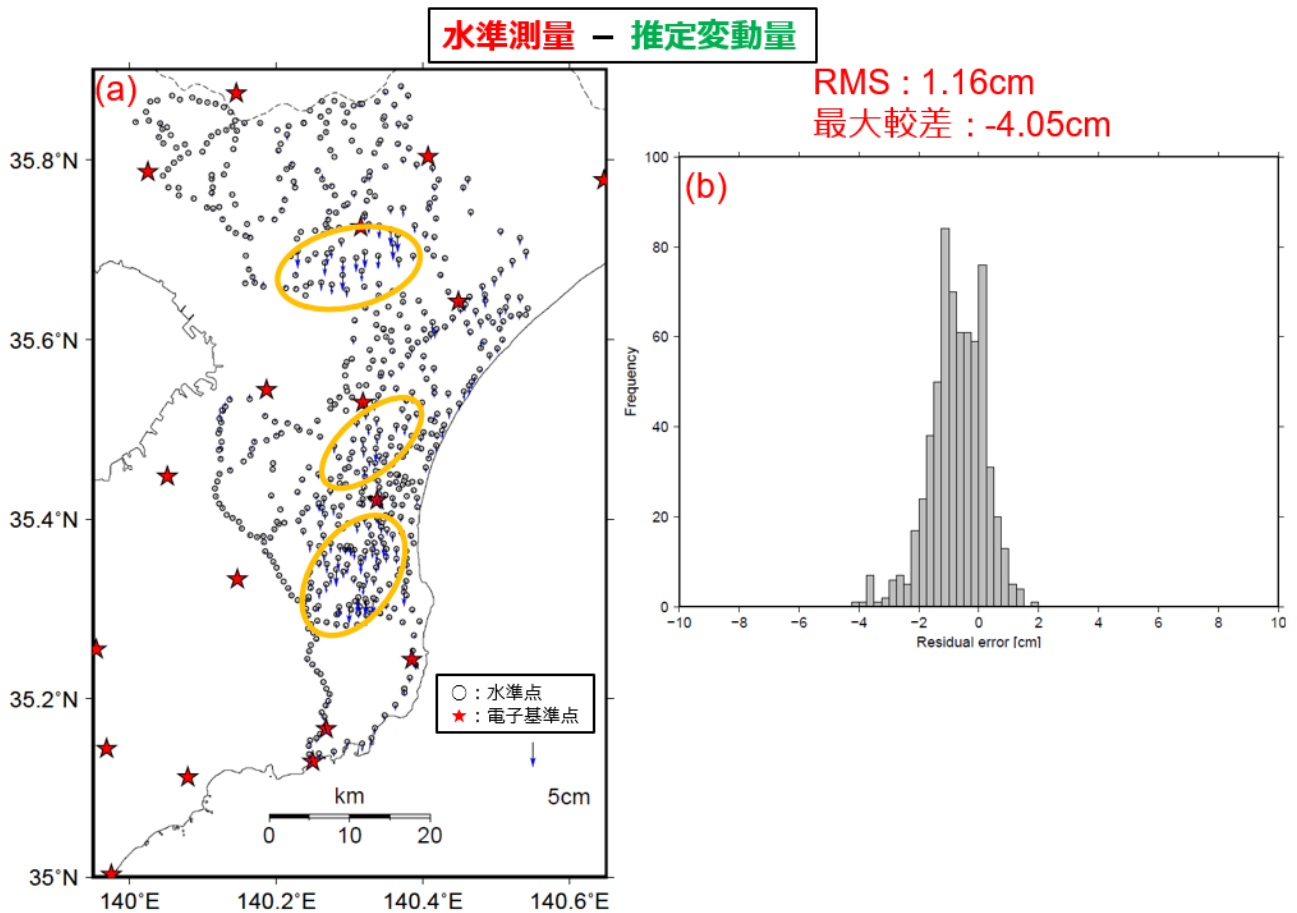 水準測量 － 推定変動量
(a)
RMS : 1.16cm
最大較差 : -4.05cm
35.8˚N
35.6˚N
35.4˚N
35.2˚N
35˚N
140˚E 140.2˚E 140.4˚E 140.6˚E
○ : 水準点
★ : 電子基準点
5cm
km
0 10 20
(b)
Frequency
100
80
60
40
20
0
−10 −8 −6 −4 −2 0 2 4 6 8 10
Residual error [cm]